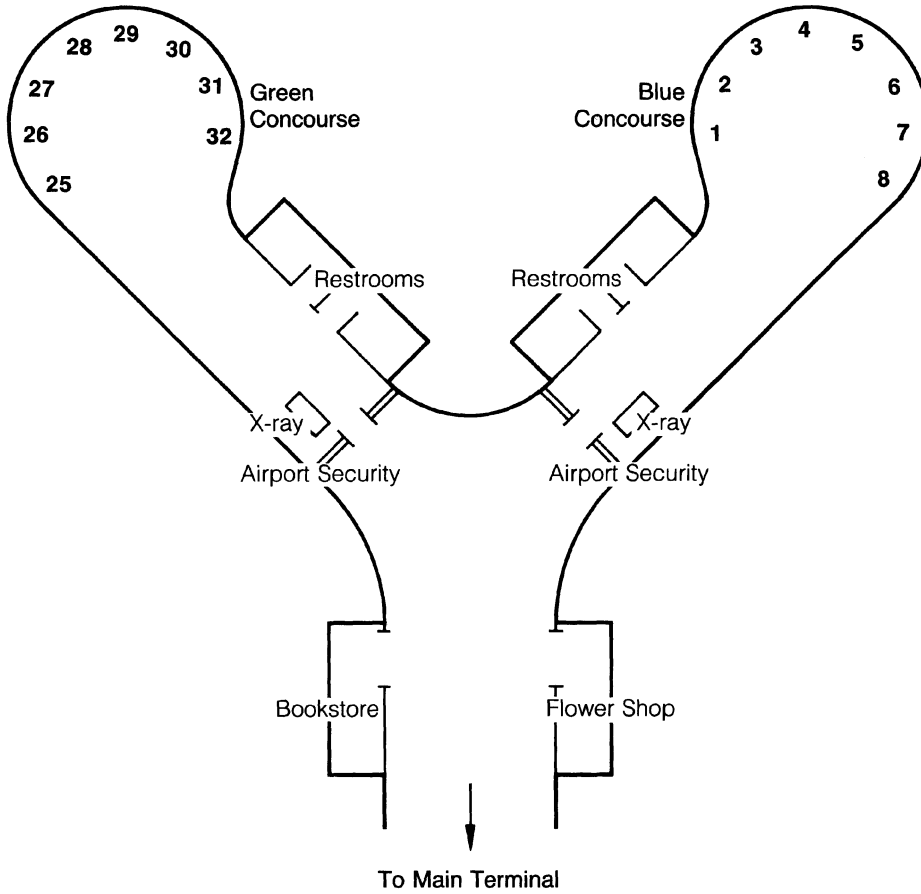 29
4
28
30
3
5
27
31
Green
Concourse
Blue
Concourse
2
6
26
32
1
7
25
8
Restrooms
Restrooms
X-ray
X-ray
Airport Security
Airport Security
Bookstore
Flower Shop
To Main Terminal